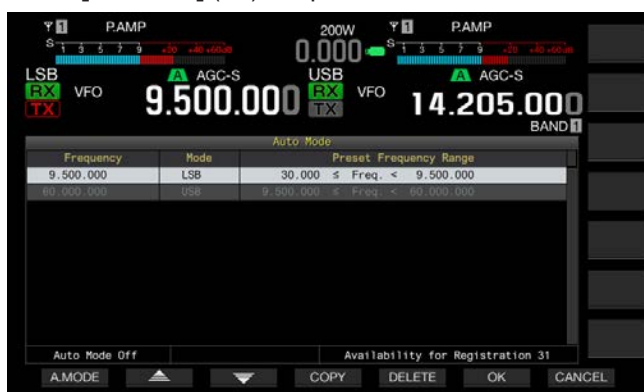 1 P.AMP 200W 1 P.AMP
S 1 3 5 7 9 +20 +40 +60dB 0.000 S 1 3 5 7 9 +20 +40 +60dB
LSB A AGC-S USB A AGC-S
RX VFO 9.500.000 RX VFO 14.205.000
TX TX
BAND 1
Auto Mode
Frequency Mode Preset Frequency Range
9.500.000 LSB 30.000 ≤ Freq. < 9.500.000
60.000.000 USB 9.500.000 ≤ Freq. < 60.000.000
Auto Mode Off Availability for Registration 31
A.MODE COPY DELETE OK CANCEL